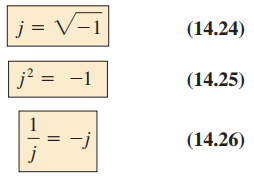 j = √−1 (14.24)
j² = −1 (14.25)
1/j = −j (14.26)